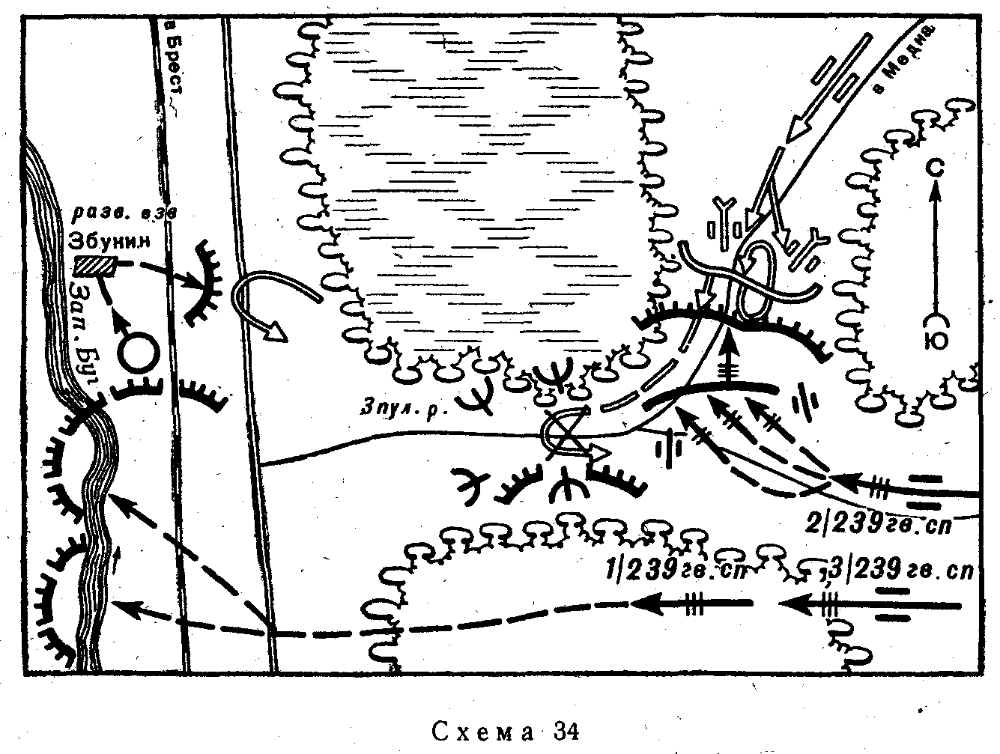 в Брест
в Медна
С
Ю
разв. взв
Збунин
Зап. Буг
3 пул. р.
2/239 гв. сп
1/239 гв. сп
3/239 гв. сп
Схема 34